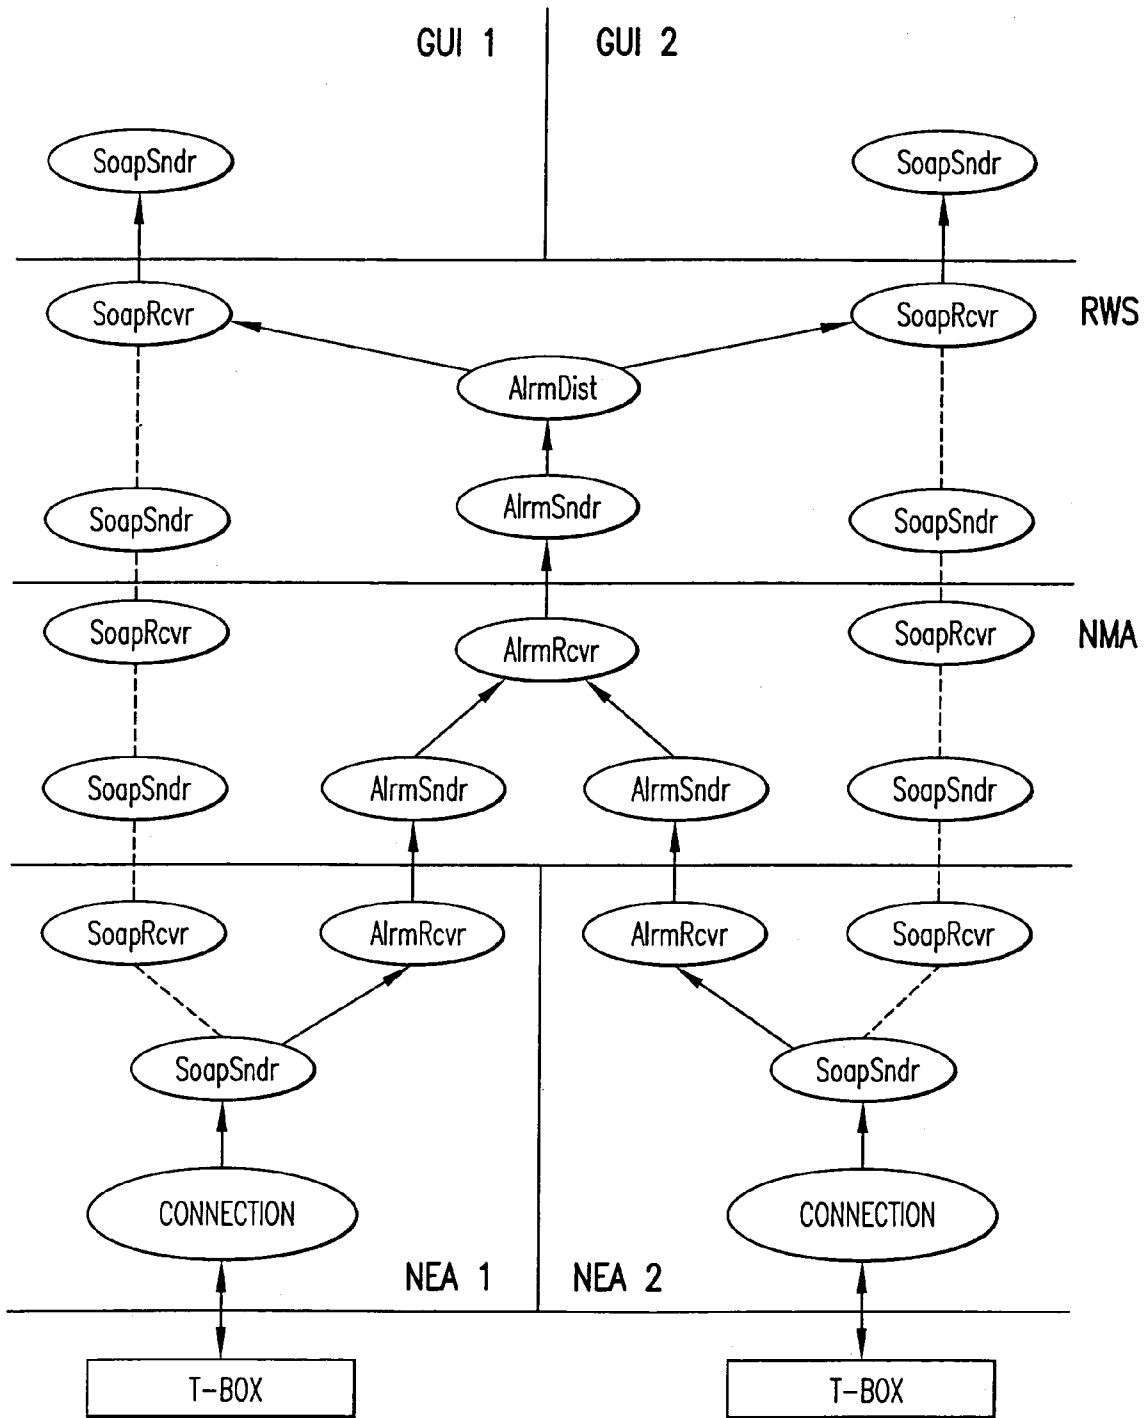 GUI 1
GUI 2
SoapSndr
SoapSndr
SoapRcvr
SoapRcvr
RWS
AlrmDist
SoapSndr
AlrmSndr
SoapSndr
SoapRcvr
AlrmRcvr
SoapRcvr
NMA
SoapSndr
AlrmSndr
AlrmSndr
SoapSndr
SoapRcvr
AlrmRcvr
AlrmRcvr
SoapRcvr
SoapSndr
SoapSndr
CONNECTION
CONNECTION
NEA 1
NEA 2
T-BOX
T-BOX